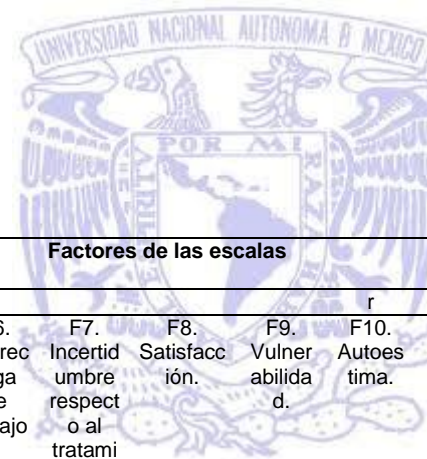 UNIVERSIDAD NACIONAL AUTONOMA
MEXICO
POR MI RAZA
Factores de las escalas
r
6. F7. F8. F9. F10.
rec Incertid Satisfacc Vulner Autoes
ga umbre ión. abilida tima.
e respect d.
ajo o al
tratami